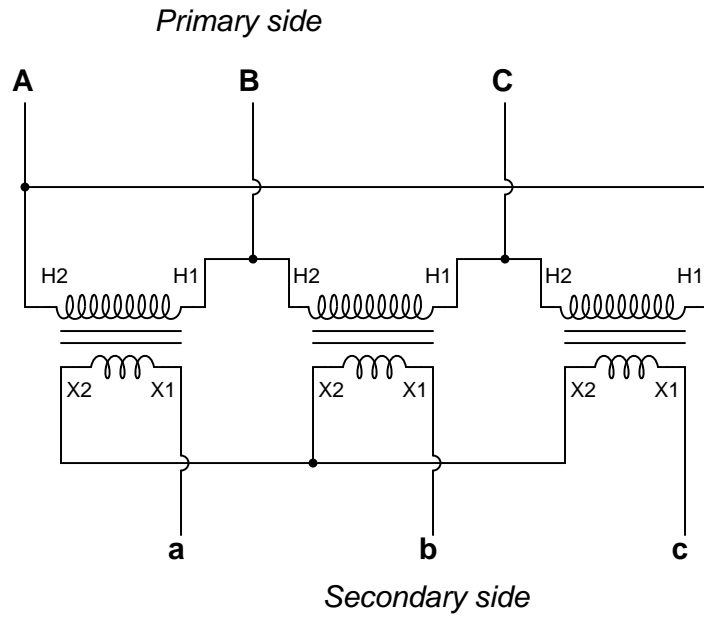 Primary side
A B C
H2 H1 H2 H1 H2 H1
X2 X1 X2 X1 X2 X1
a b c
Secondary side